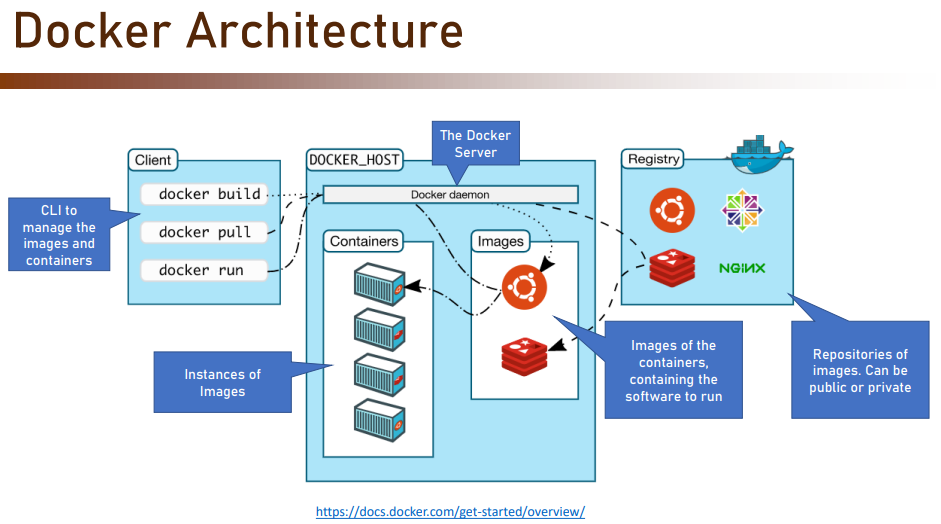 Docker Architecture
The Docker
Server
Client
DOCKER_HOST
Registry
docker build
Docker daemon
CLI to
manage the
images and
containers
docker pull
docker run
Containers
Images
NGINX
Instances of
Images
Images of the
containers,
containing the
software to run
Repositories of
images. Can be
public or private
https://docs.docker.com/get-started/overview/